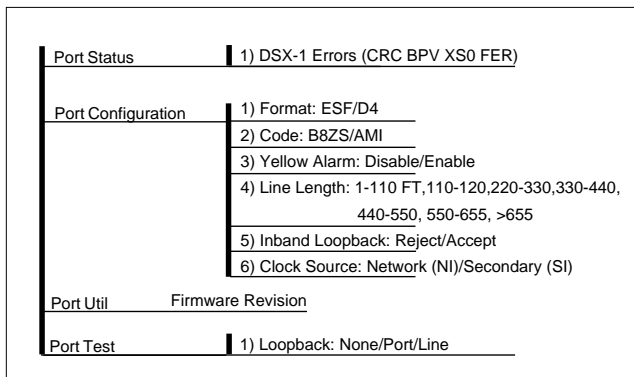 Port Status 1) DSX-1 Errors (CRC BPV XS0 FER)
Port Configuration 1) Format: ESF/D4
2) Code: B8ZS/AMI
3) Yellow Alarm: Disable/Enable
4) Line Length: 1-110 FT,110-120,220-330,330-440,
440-550, 550-655, >655
5) Inband Loopback: Reject/Accept
6) Clock Source: Network (NI)/Secondary (SI)
Port Util Firmware Revision
Port Test 1) Loopback: None/Port/Line